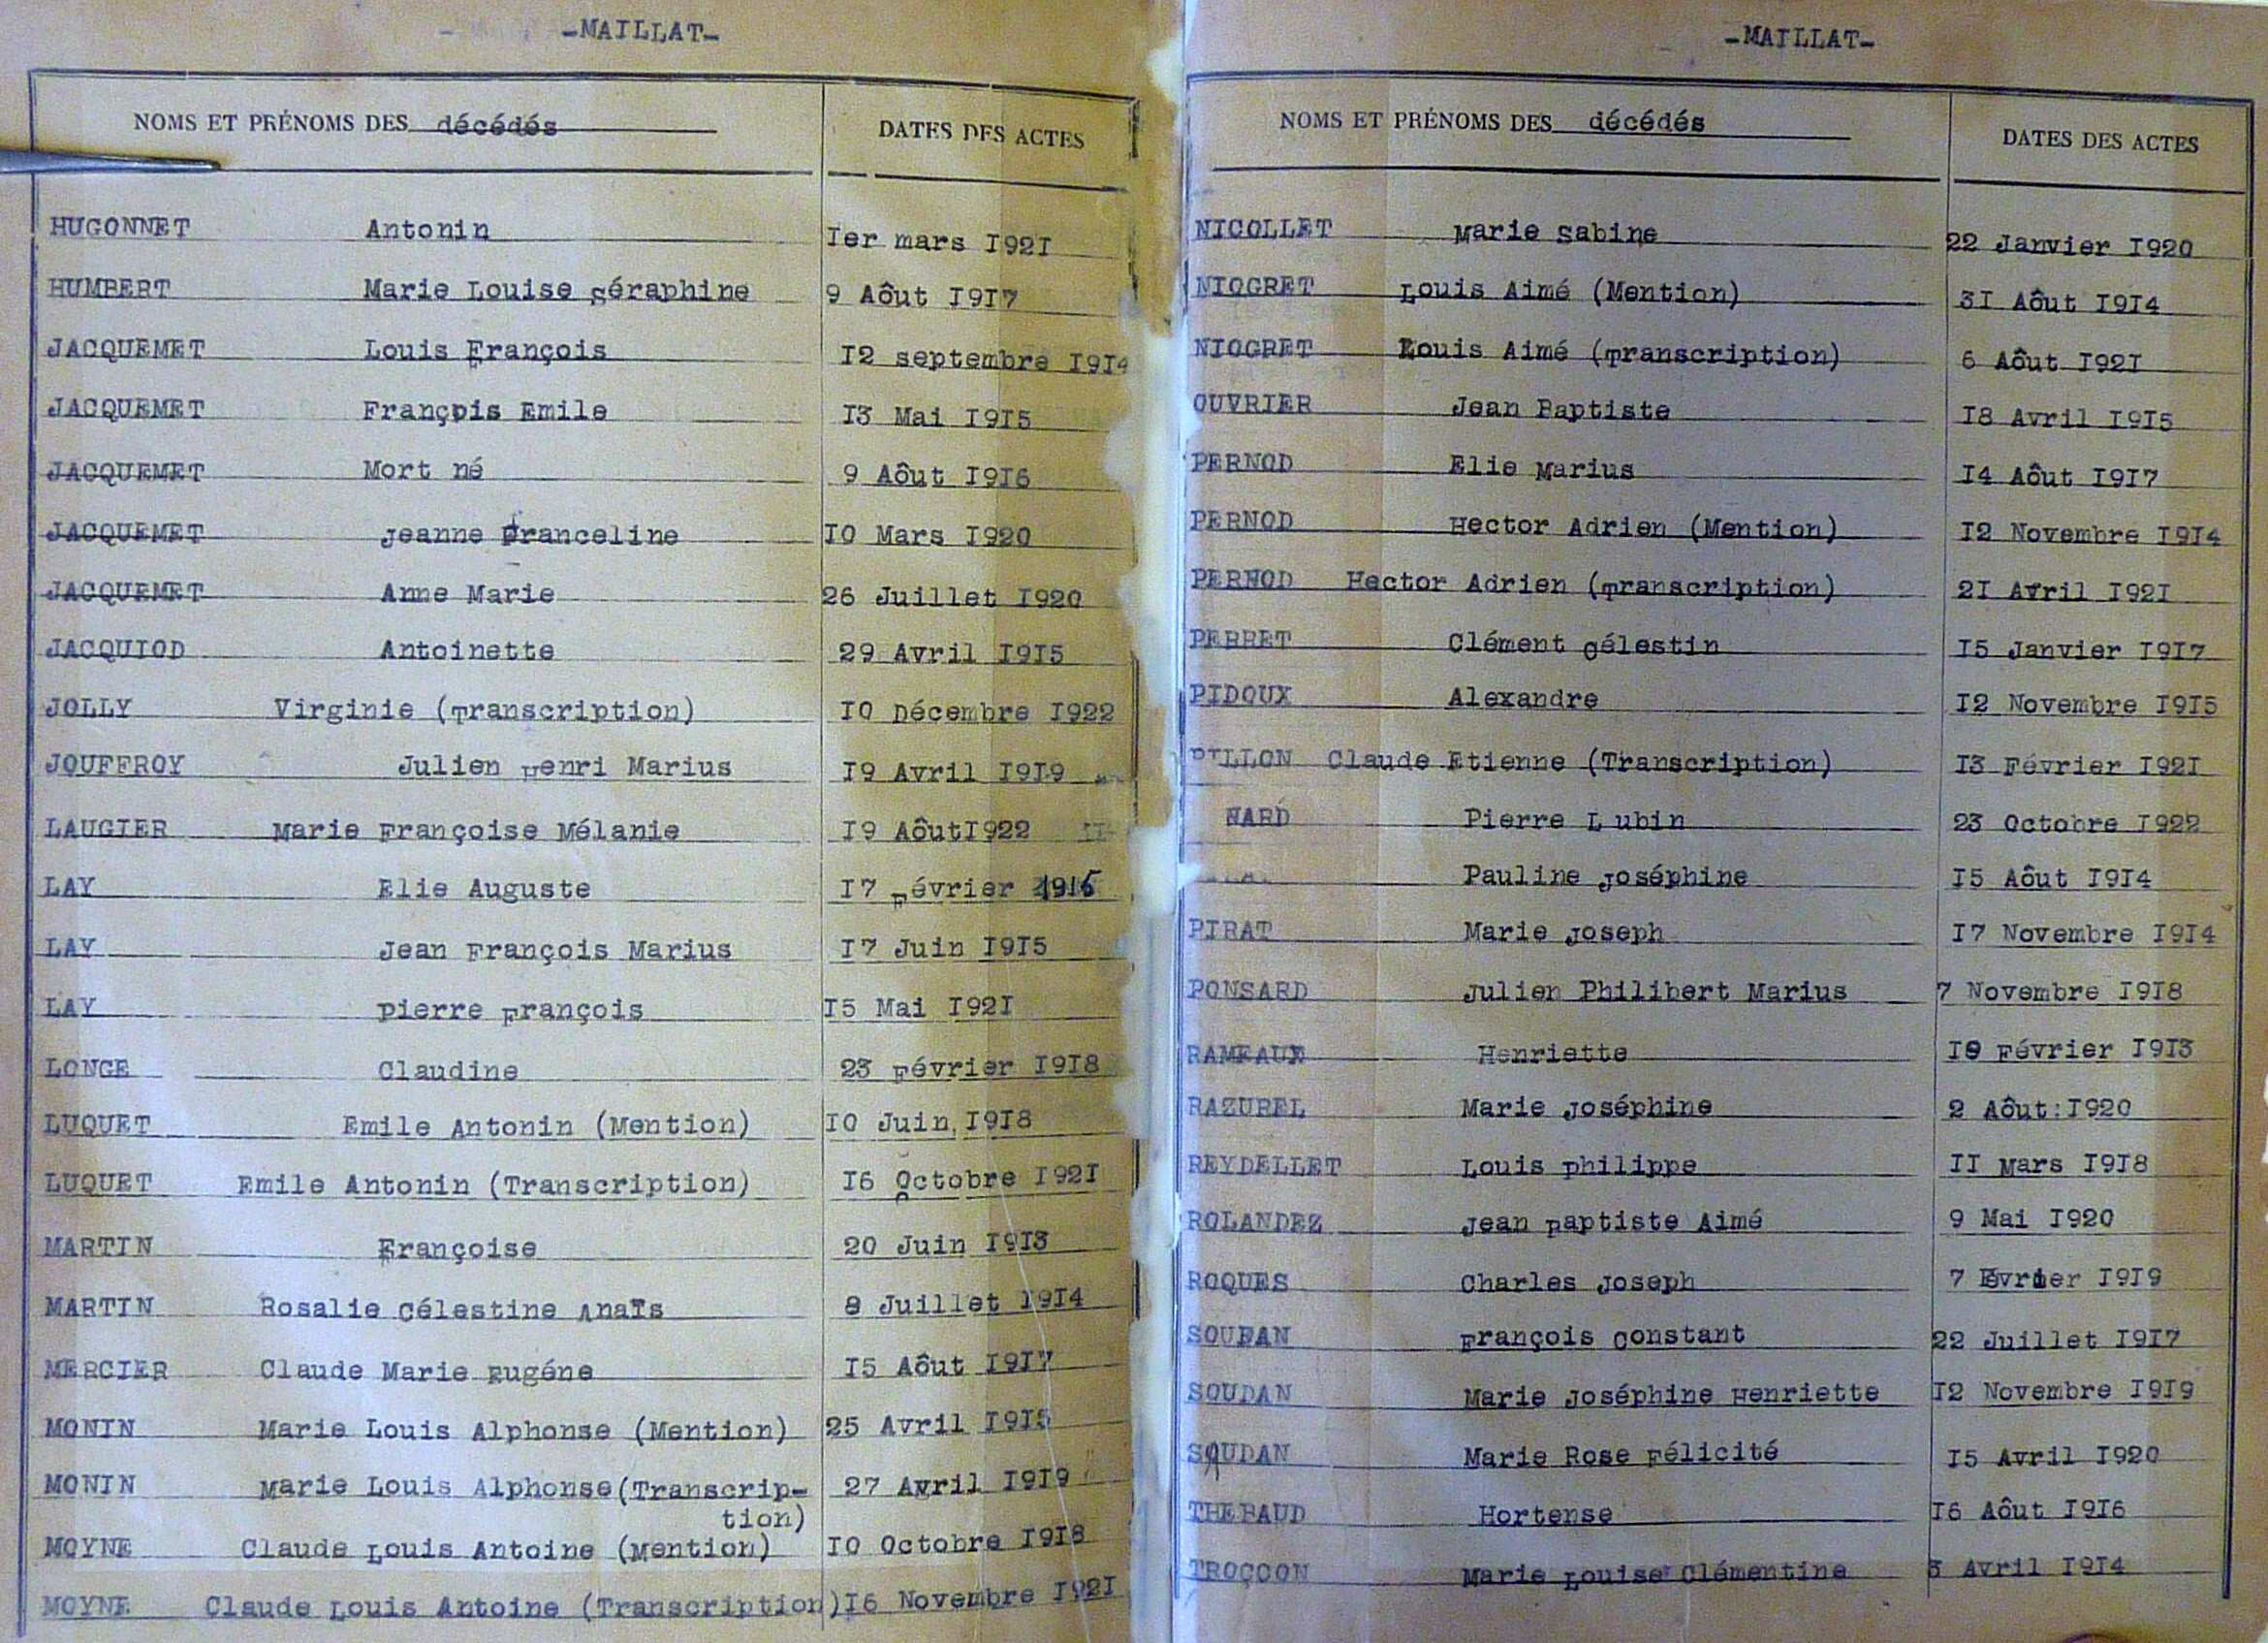 -MAILLAT-
NOMS ET PRÉNOMS DES décédés DATES DES ACTES
HUGONNET Antonin Ier mars I92I
HUMBERT Marie Louise Séraphine 9 Aôut I9I7
JACQUEMET Louis François I2 septembre I9I4
JACQUEMET François Emile I3 Mai I9I5
JACQUEMET Mort né 9 Aôut I9I6
JACQUEMET Jeanne Franceline IO Mars I920
JACQUEMET Anne Marie 26 Juillet I920
JACQUIOD Antoinette 29 Avril I9I5
JOLLY Virginie (Transcription) IO Décembre I922
JOUFFROY Julien Henri Marius I9 Avril I9I9
LAUGIER Marie Françoise Mélanie I9 AôutI922
LAY Elie Auguste I7 Février 1915
LAY Jean François Marius I7 Juin I9I5
LAY Pierre François I5 Mai I92I
LONGE Claudine 23 Février I9I8
LUQUET Emile Antonin (Mention) IO Juin I9I8
LUQUET Emile Antonin (Transcription) I6 Octobre I92I
MARTIN Françoise 20 Juin I9I3
MARTIN Rosalie Célestine Anaïs 8 Juillet I9I4
MERCIER Claude Marie Eugéne I5 Aôut I9I7
MONIN Marie Louis Alphonse (Mention) 25 Avril I9I5
MONIN Marie Louis Alphonse(Transcrip- 27 Avril I9I9
tion)
MOYNE Claude Louis Antoine (Mention) IO Octobre I9I8
MOYNE Claude Louis Antoine (Transcription) I6 Novembre I92I
-MAILLAT-
NOMS ET PRÉNOMS DES décédés DATES DES ACTES
NICOLLET Marie Sabine 22 Janvier I920
NIOGRET Louis Aimé (Mention) 3I Aôut I9I4
NIOGRET Louis Aimé (Transcription) 6 Aôut I92I
OUVRIER Jean Baptiste I8 Avril I9I5
PERNOD Elie Marius I4 Aôut I9I7
PERNOD Hector Adrien (Mention) I2 Novembre I9I4
PERNOD Hector Adrien (Transcription) 2I Avril I92I
PERRET Clément Célestin I5 Janvier I9I7
PIDOUX Alexandre I2 Novembre I9I5
PILLON Claude Etienne (Transcription) I3 Février I92I
NARD Pierre L ubin 23 Octobre I922
Pauline Joséphine I5 Aôut I9I4
PIRAT Marie Joseph I7 Novembre I9I4
PONSARD Julien Philibert Marius 7 Novembre I9I8
RAMEAUX Henriette I9 Février I9I3
RAZUREL Marie Joséphine 2 Aôut I920
REYDELLET Louis Philippe II Mars I9I8
ROLANDEZ Jean Baptiste Aimé 9 Mai I920
ROQUES Charles Joseph 7 I9I9
SOUDAN François Constant 22 Juillet I9I7
SOUDAN Marie Joséphine Henriette I2 Novembre I9I9
SOUDAN Marie Rose Félicité I5 Avril I920
THEBAUD Hortense I6 Aôut I9I6
TROÇCON Marie Louise Clémentine 3 Avril I9I4